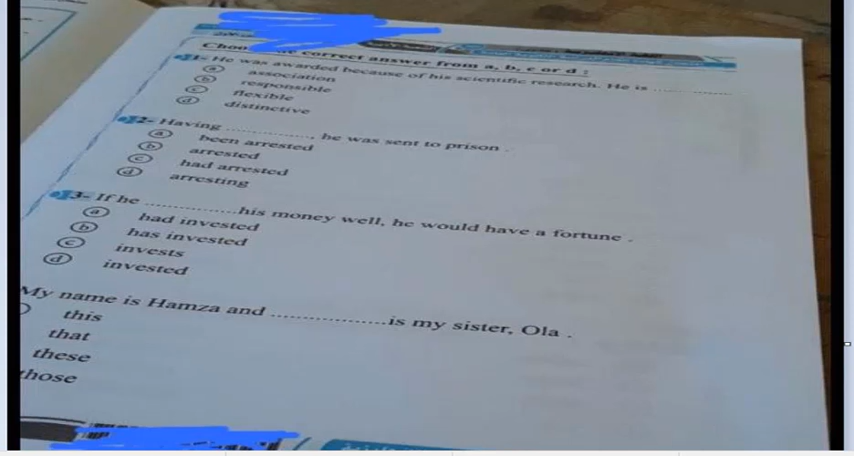 correct answer from a, b, c or d :
1- He was awarded because of his scientific research. He is ..............
a association
b responsible
c flexible
d distinctive
2- Having .............., he was sent to prison .
a been arrested
b arrested
c had arrested
d arresting
3- If he ..............his money well, he would have a fortune .
a had invested
b has invested
c invests
d invested
My name is Hamza and ..................is my sister, Ola .
this
that
these
those